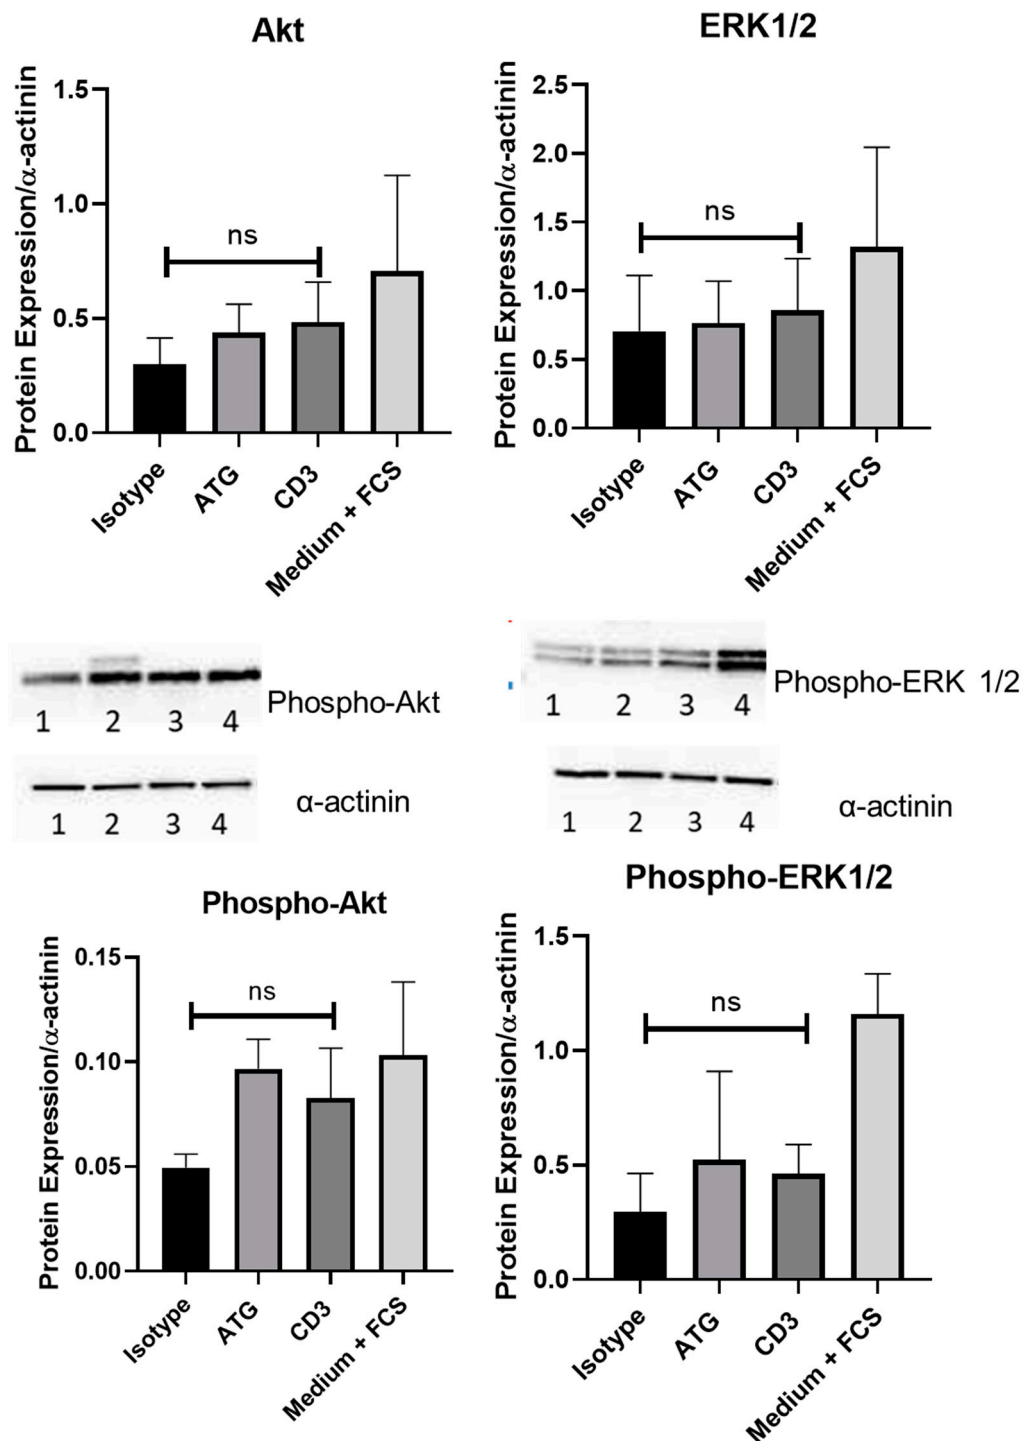 Akt
Protein Expression/α-actinin
1.5
1.0
0.5
0.0
ns
Isotype
ATG
CD3
Medium + FCS
ERK1/2
Protein Expression/α-actinin
2.5
2.0
1.5
1.0
0.5
0.0
ns
Isotype
ATG
CD3
Medium + FCS
Phospho-Akt
1 2 3 4
α-actinin
1 2 3 4
Phospho-ERK 1/2
1 2 3 4
α-actinin
1 2 3 4
Phospho-Akt
Protein Expression/α-actinin
0.15
0.10
0.05
0.00
ns
Isotype
ATG
CD3
Medium + FCS
Phospho-ERK1/2
Protein Expression/α-actinin
1.5
1.0
0.5
0.0
ns
Isotype
ATG
CD3
Medium + FCS